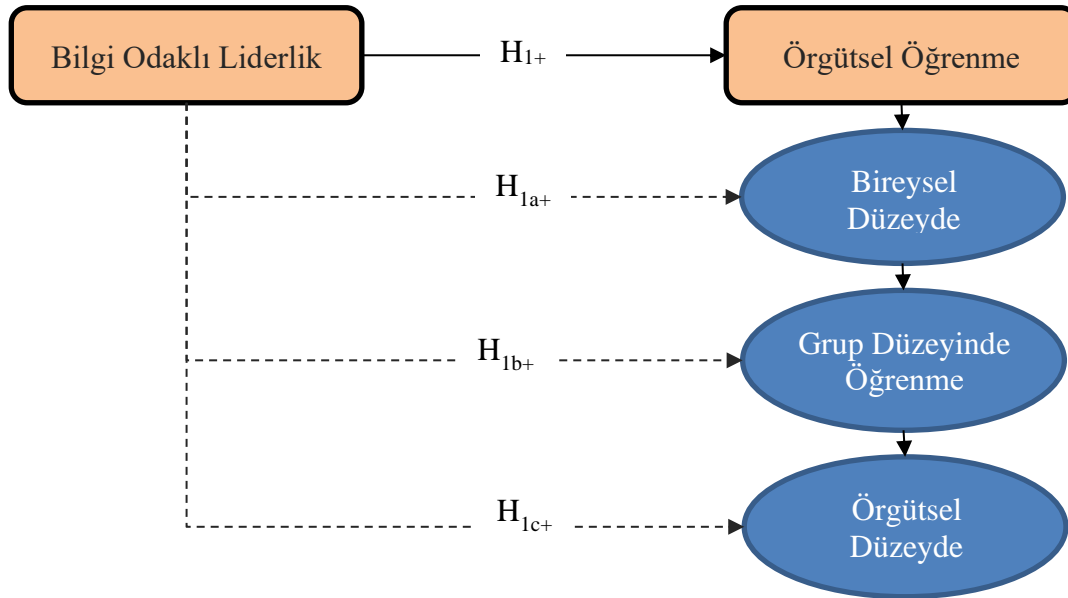 Bilgi Odaklı Liderlik
H1+
Örgütsel Öğrenme
H1a+
Bireysel
Düzeyde
H1b+
Grup Düzeyinde
Öğrenme
H1c+
Örgütsel
Düzeyde